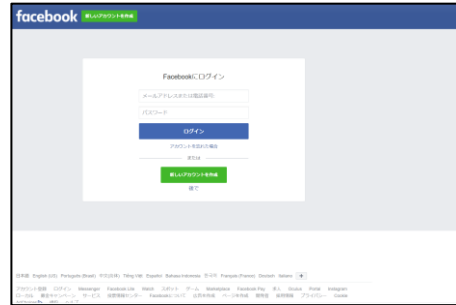 facebook 新しいアカウントを作成
Facebookにログイン
メールアドレスまたは電話番号
パスワード
ログイン
アカウントを忘れた場合
または
新しいアカウントを作成
日本語 English (US) Português (Brasil) 中文(简体) Tiếng Việt Español Bahasa Indonesia 한국어 Français (France) Deutsch Italiano +
アカウント登録 ログイン Messenger Facebook Lite Watch スポット ゲーム Marketplace Facebook Pay 求人 Oculus Portal Instagram
ローカル 募金キャンペーン サービス 投票情報センター Facebookについて 広告を作成 ページを作成 開発者 採用情報 プライバシー Cookie
ヘルプ